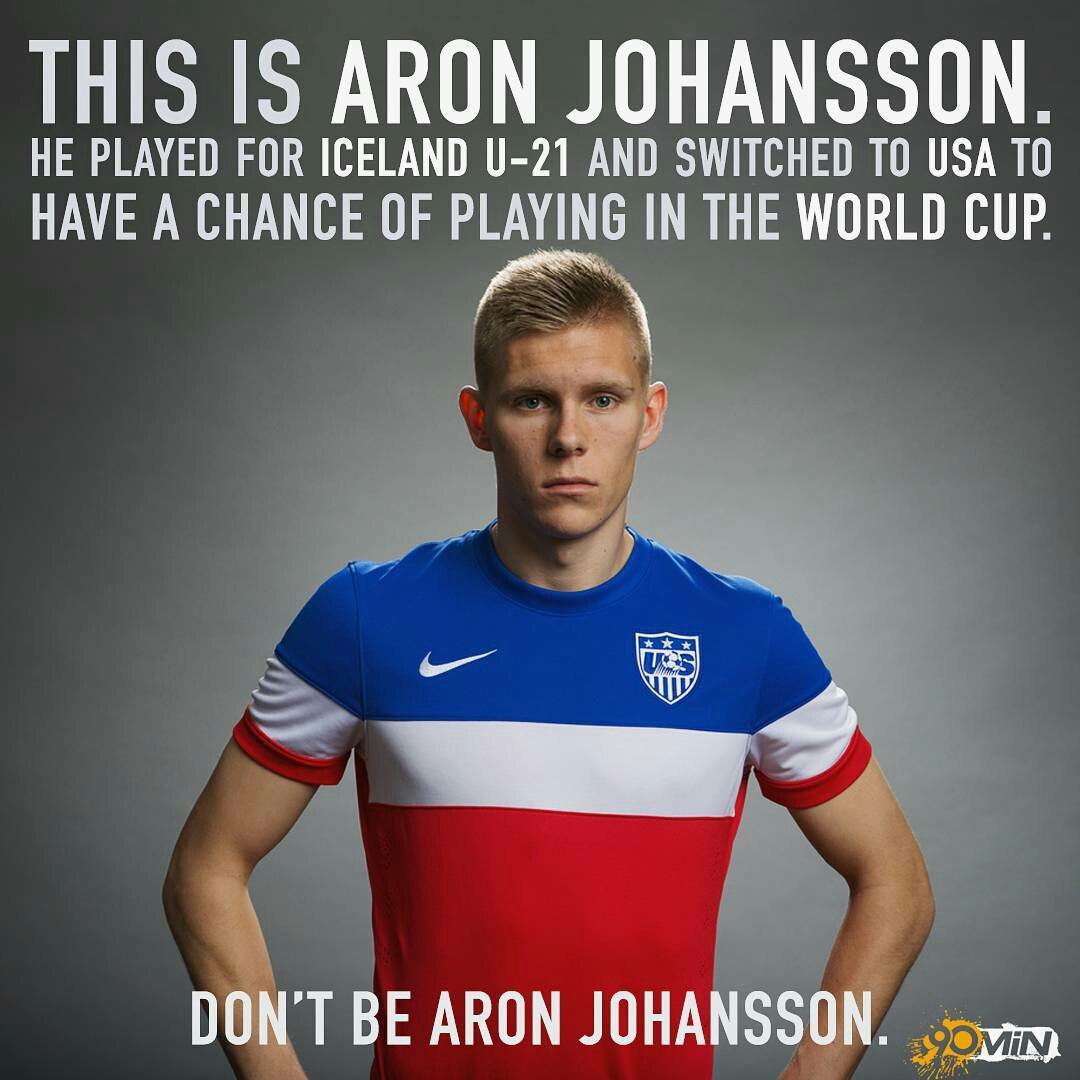 THIS IS ARON JOHANSSON.
HE PLAYED FOR ICELAND U-21 AND SWITCHED TO USA TO
HAVE A CHANCE OF PLAYING IN THE WORLD CUP.
US
DON'T BE ARON JOHANSSON.
90MiN